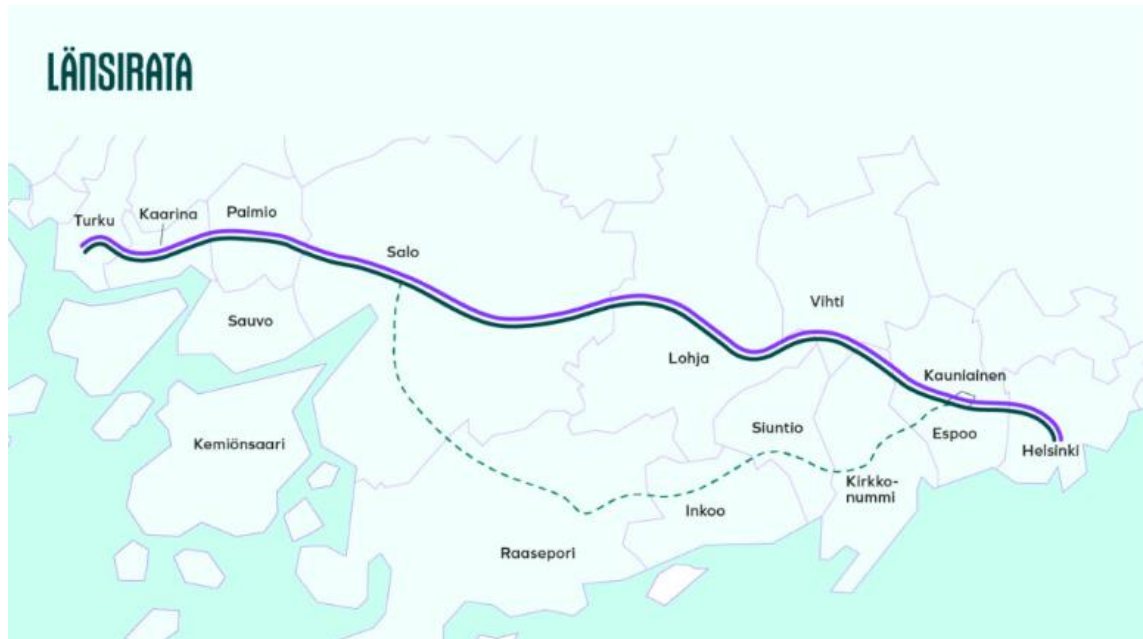 LÄNSIRATA
Turku
Kaarina
Paimio
Salo
Sauvo
Vihti
Lohja
Kauniainen
Siuntio
Espoo
Helsinki
Kemiönsaari
Kirkko-
nummi
Inkoo
Raasepori